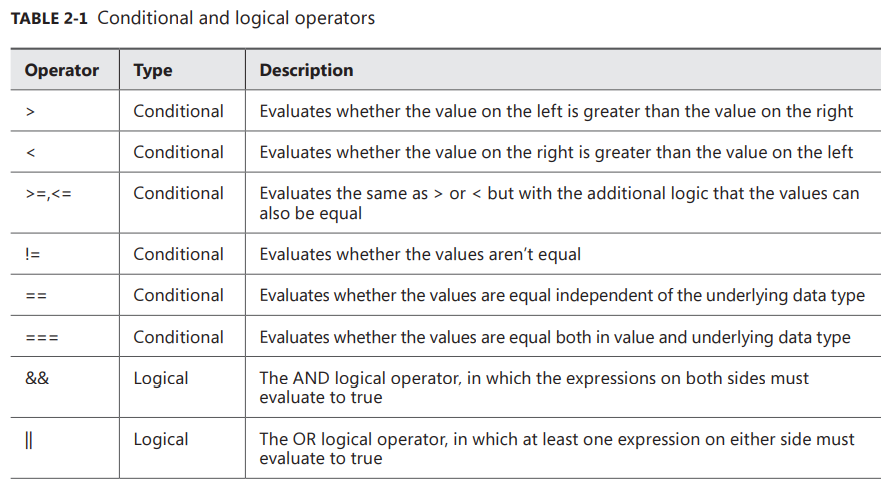 TABLE 2-1 Conditional and logical operators
Operator Type Description
> Conditional Evaluates whether the value on the left is greater than the value on the right
< Conditional Evaluates whether the value on the right is greater than the value on the left
>=,<= Conditional Evaluates the same as > or < but with the additional logic that the values can
also be equal
!= Conditional Evaluates whether the values aren’t equal
== Conditional Evaluates whether the values are equal independent of the underlying data type
=== Conditional Evaluates whether the values are equal both in value and underlying data type
&& Logical The AND logical operator, in which the expressions on both sides must
evaluate to true
|| Logical The OR logical operator, in which at least one expression on either side must
evaluate to true